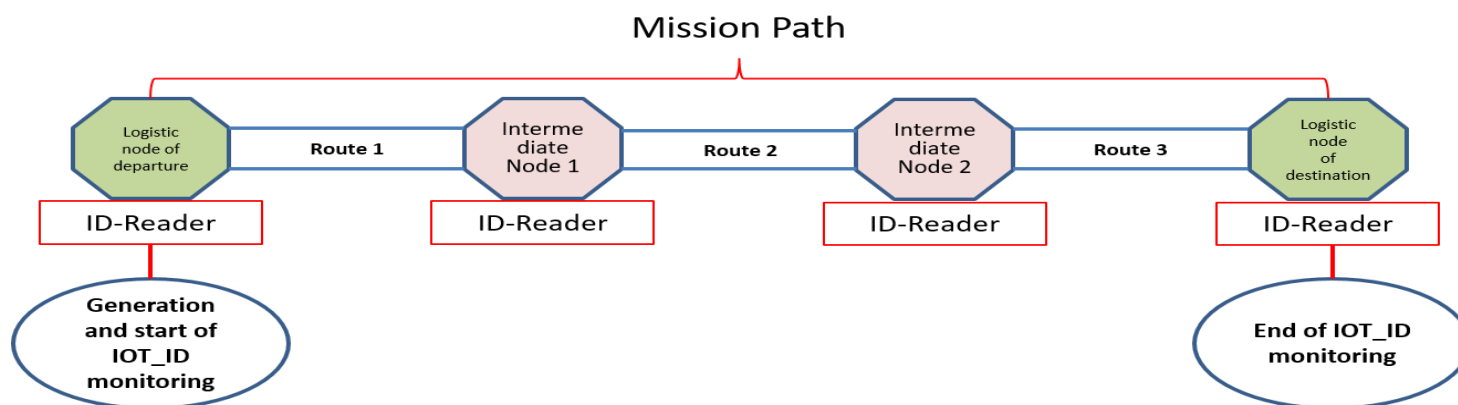 Mission Path
Logistic
node of
departure
Route 1
Interme
diate
Node 1
Route 2
Interme
diate
Node 2
Route 3
Logistic
node
of
destination
ID-Reader
ID-Reader
ID-Reader
ID-Reader
Generation
and start of
IOT_ID
monitoring
End of IOT_ID
monitoring